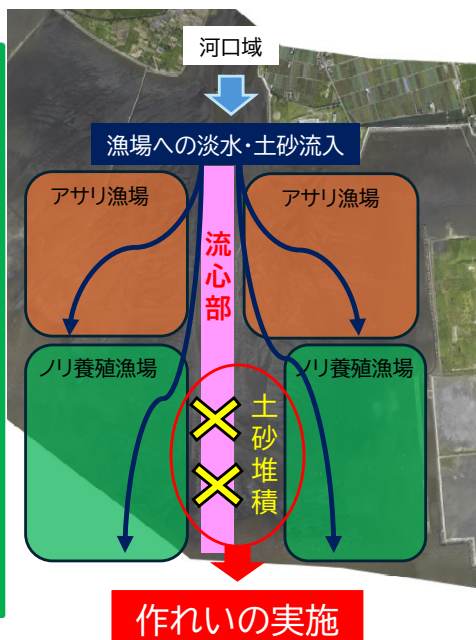 河口域
漁場への淡水・土砂流入
アサリ漁場
アサリ漁場
流心部
ノリ養殖漁場
ノリ養殖漁場
土砂堆積
作れいの実施